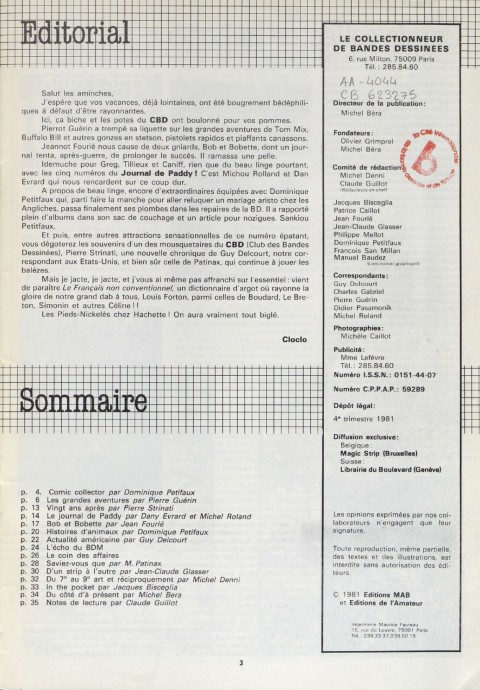 Editorial
Salut les aminches,
J'espère que vos vacances, déjà lointaines, ont été bougrement bédéphili-
ques à défaut d'être rayonnantes.
Ici, ça biche et les potes du CBD ont boulonné pour vos pommes.
Pierrot Guérin a trempé sa liquette sur les grandes aventures de Tom Mix,
Buffalo Bill et autres gonzes en stetson, pistolets rapides et piaffants canassons.
Jeannot Fourié nous cause de deux gniards, Bob et Bobette, dont un jour-
nal tenta, après-guerre, de prolonger le succès. Il ramassa une pelle.
Idemuche pour Greg, Tillieux et Caniff, rien que du beau linge pourtant,
avec les cinq numéros du Journal de Paddy! C'est Michou Rolland et Dan
Evrard qui nous rencardent sur ce coup dur.
A propos de beau linge, encore d'extraordinaires équipées avec Dominique
Petitfaux qui, parti faire la manche pour aller reluquer un mariage aristo chez les
Angliches, passa finalement ses plombes dans les repaires de la BD. Il a rapporté
plein d'albums dans son sac de couchage et un article pour nozigues. Sankiou
Petitfaux.
Et puis, entre autres attractions sensationnelles de ce numéro épatant,
vous dégoterez les souvenirs d'un des mousquetaires du CBD (Club des Bandes
Dessinées), Pierre Strinati, une nouvelle chronique de Guy Delcourt, notre cor-
respondant aux Etats-Unis, et bien sûr celle de Patinax, qui continue à jouer les
balèzes.
Mais je jacte, je jacte, et j'vous ai même pas affranchi sur l'essentiel: vient
de paraître Le Français non conventionnel, un dictionnaire d'argot où rayonne la
gloire de notre grand dab à tous, Louis Forton, parmi celles de Boudard, Le Bre-
ton, Simonin et autres Céline!!
Les Pieds-Nickelés chez Hachette! On aura vraiment tout biglé.
Cloclo
Sommaire
p. 4. Comic collector par Dominique Petitfaux
p. 6 Les grandes aventures par Pierre Guérin
p. 13 Vingt ans après par Pierre Strinati
p. 14 Le journal de Paddy par Dany Evrard et Michel Roland
p. 17 Bob et Bobette par Jean Fourié
p. 20 Histoires d'animaux par Dominique Petitfaux
p. 22 Actualité américaine par Guy Delcourt
p. 24 L'écho du BDM
p. 26 Le coin des affaires
p. 28 Saviez-vous que par M. Patinax
p. 30 D'un strip à l'autre par Jean-Claude Glasser
p. 32 Du 7e au 9e art et réciproquement par Michel Denni
p. 33 In the pocket par Jacques Bisceglia
p. 34 Du côté d'à présent par Michel Bera
p. 35 Notes de lecture par Claude Guillot
LE COLLECTIONNEUR
DE BANDES DESSINEES
6, rue Milton, 75009 Paris
Tél.: 285.84.60
AA-4044
CB 623275
Directeur de la publication:
Michel Béra
Fondateurs:
Olivier Grimprel
Michel Béra
Comité de rédaction:
Michel Denni
Claude Guillot
Jacques Bisceglia
Patrice Caillot
Jean Fourié
Jean-Claude Glasser
Philippe Mellot
Dominique Petitfaux
François San Millan
Manuel Baudez
Correspondants:
Guy Delcourt
Charles Gabriel
Pierre Guérin
Didier Pasamonik
Michel Roland
Photographies:
Michèle Caillot
Publicité:
Mme Lafèvre
Tél.: 285.84.60
Numéro I.S.S.N.: 0151-44-07
Numéro C.P.P.A.P.: 59289
Dépôt légal:
4e trimestre 1981
Diffusion exclusive:
Belgique:
Magic Strip (Bruxelles)
Suisse:
Librairie du Boulevard (Genève)
Les opinions exprimées par nos col-
laborateurs n'engagent que leur
signature.
Toute reproduction, même partielle,
des textes et des illustrations, est
interdite sans autorisation des édi-
teurs.
© 1981 Editions MAB
et Editions de l'Amateur
Imprimerie Maurice Favreau
3